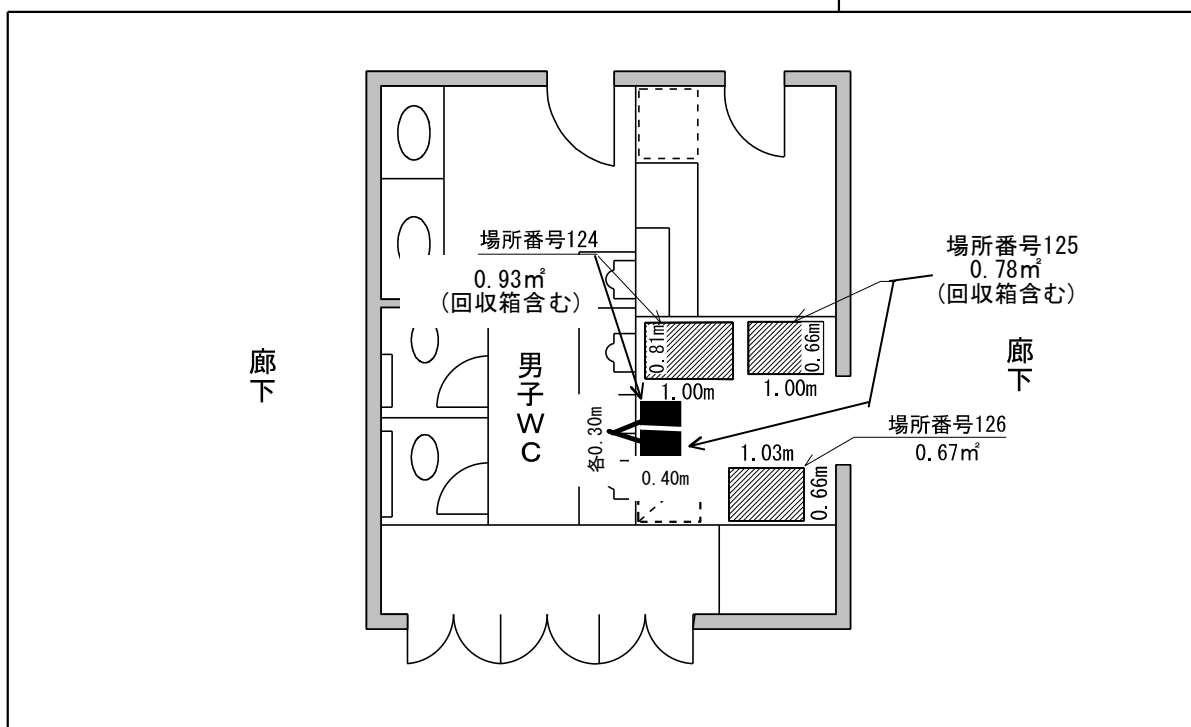 場所番号124
0.93㎡
(回収箱含む)
場所番号125
0.78㎡
(回収箱含む)
廊下
男子WC
0.81m
1.00m
0.66m
1.00m
廊下
各0.30m
0.40m
場所番号126
0.67㎡
1.03m
0.66m